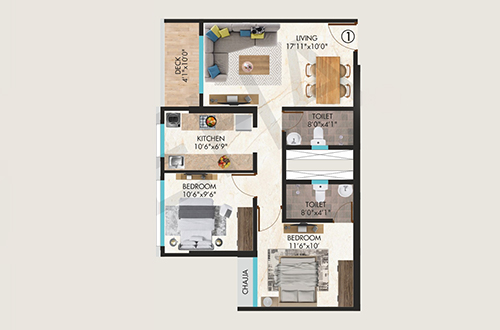 LIVING
17'11"x10'0"
1
DECK
4'1"x10'0"
KITCHEN
10'6"x6'9"
TOILET
8'0"x4'1"
BEDROOM
10'6"x9'6"
TOILET
8'0"x4'1"
BEDROOM
11'6"x10'
CHAJJA